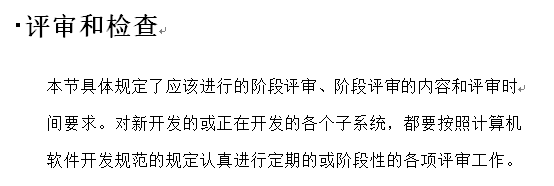 ·评审和检查
本节具体规定了应该进行的阶段评审、阶段评审的内容和评审时
间要求。对新开发的或正在开发的各个子系统，都要按照计算机
软件开发规范的规定认真进行定期的或阶段性的各项评审工作。